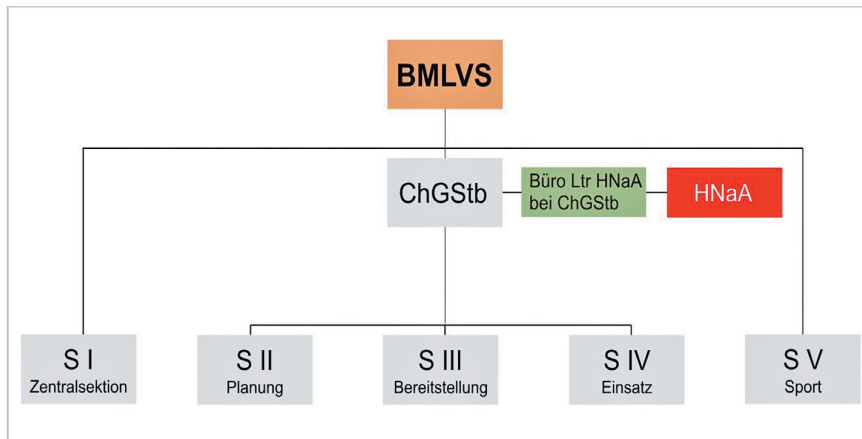 BMLVS
ChGStb
Büro Ltr HNaA
bei ChGStb
HNaA
S I
Zentralsektion
S II
Planung
S III
Bereitstellung
S IV
Einsatz
S V
Sport